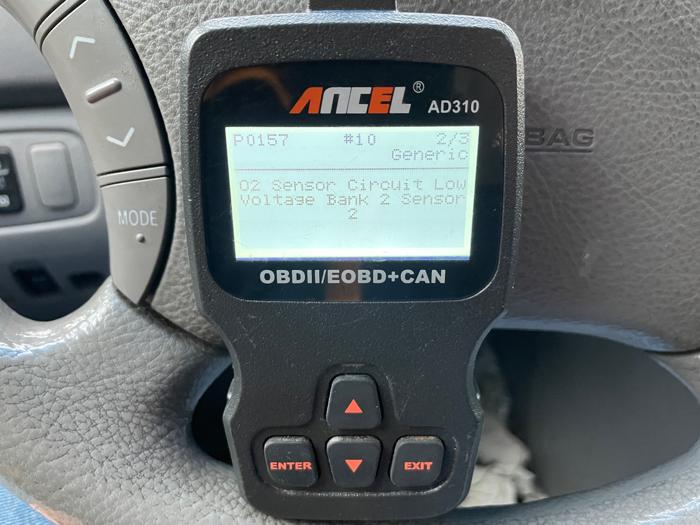 ANCEL®
AD310
P0157 #10 2/3
Generic
O2 Sensor Circuit Low
Voltage Bank 2 Sensor
2
OBDII/EOBD+CAN
ENTER
EXIT
MODE
BAG